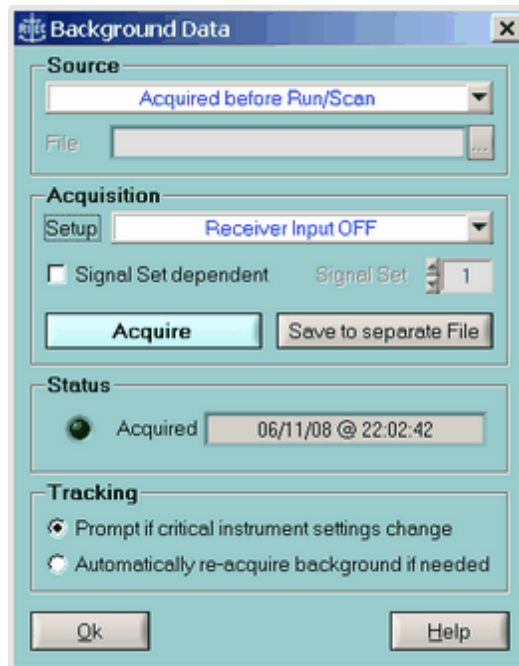 RITEC Background Data
Source
Acquired before Run/Scan
File
...
Acquisition
Setup Receiver Input OFF
Signal Set dependent Signal Set 1
Acquire Save to separate File
Status
Acquired 06/11/08 @ 22:02:42
Tracking
Prompt if critical instrument settings change
Automatically re-acquire background if needed
Ok Help